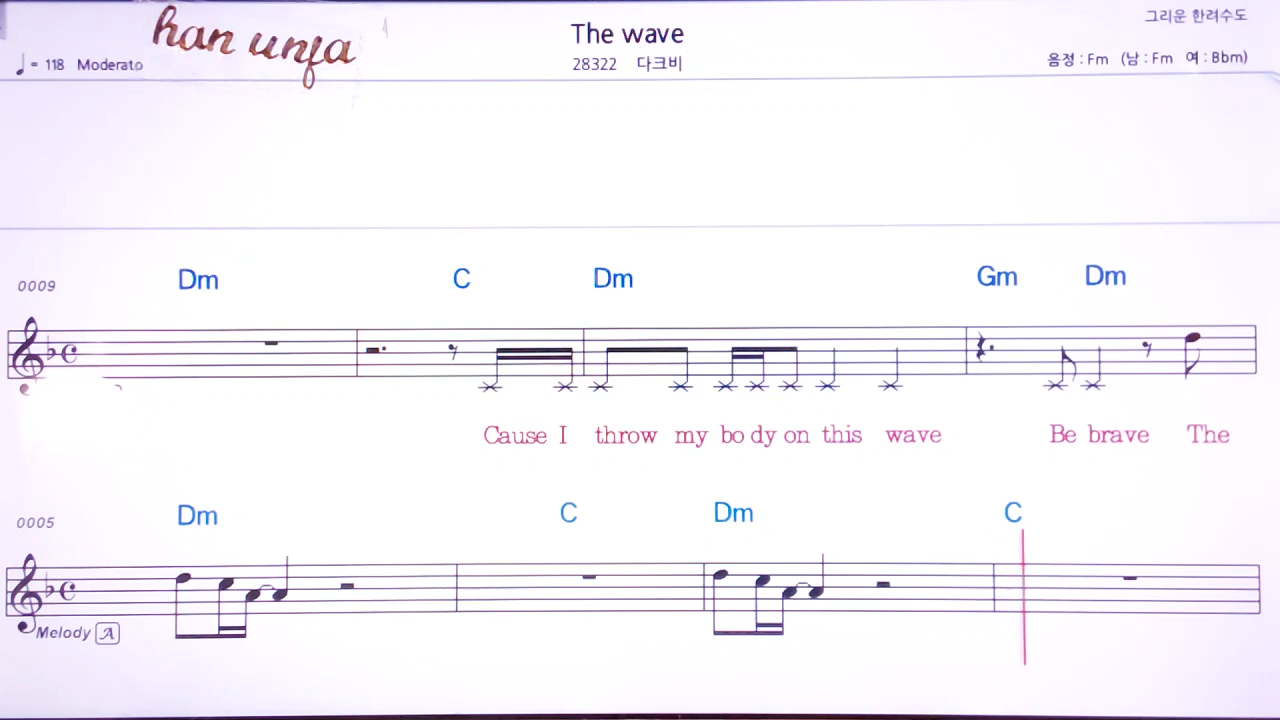 han unfa
The wave
그리운 한려수도
♩= 118 Moderato
28322 다크비
음정 : Fm (남 : Fm 여 : Bbm)
0009 Dm C Dm Gm Dm
Cause I throw my bo dy on this wave Be brave The
0005 Dm C Dm C
Melody A